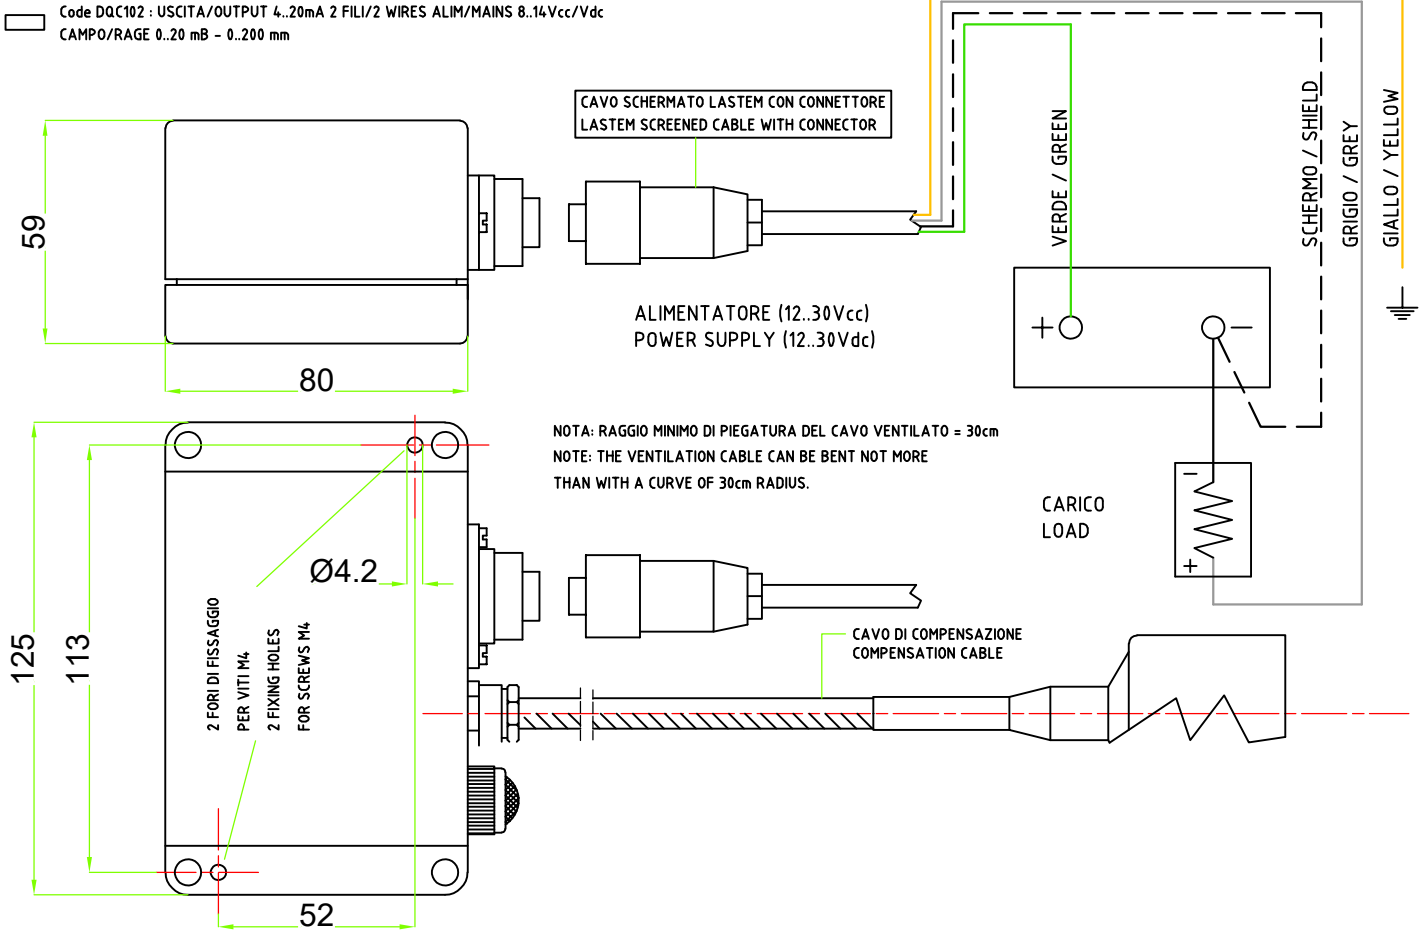 Code DQC102 : USCITA/OUTPUT 4..20mA 2 FILI/2 WIRES ALIM/MAINS 8..14Vcc/Vdc
CAMPO/RAGE 0..20 mB - 0..200 mm
CAVO SCHERMATO LASTEM CON CONNETTORE
LASTEM SCREENED CABLE WITH CONNECTOR
VERDE / GREEN
SCHERMO / SHIELD
GRIGIO / GREY
GIALLO / YELLOW
59
ALIMENTATORE (12..30Vcc)
POWER SUPPLY (12..30Vdc)
+
−
80
NOTA: RAGGIO MINIMO DI PIEGATURA DEL CAVO VENTILATO = 30cm
NOTE: THE VENTILATION CABLE CAN BE BENT NOT MORE
THAN WITH A CURVE OF 30cm RADIUS.
−
CARICO
LOAD
+
Ø4.2
125
113
2 FORI DI FISSAGGIO
PER VITI M4
2 FIXING HOLES
FOR SCREWS M4
CAVO DI COMPENSAZIONE
COMPENSATION CABLE
52